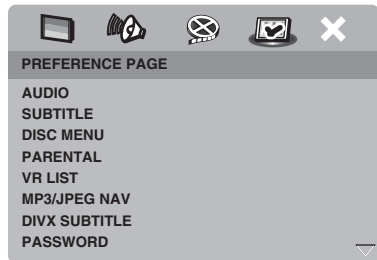 PREFERENCE PAGE
AUDIO
SUBTITLE
DISC MENU
PARENTAL
VR LIST
MP3/JPEG NAV
DIVX SUBTITLE
PASSWORD